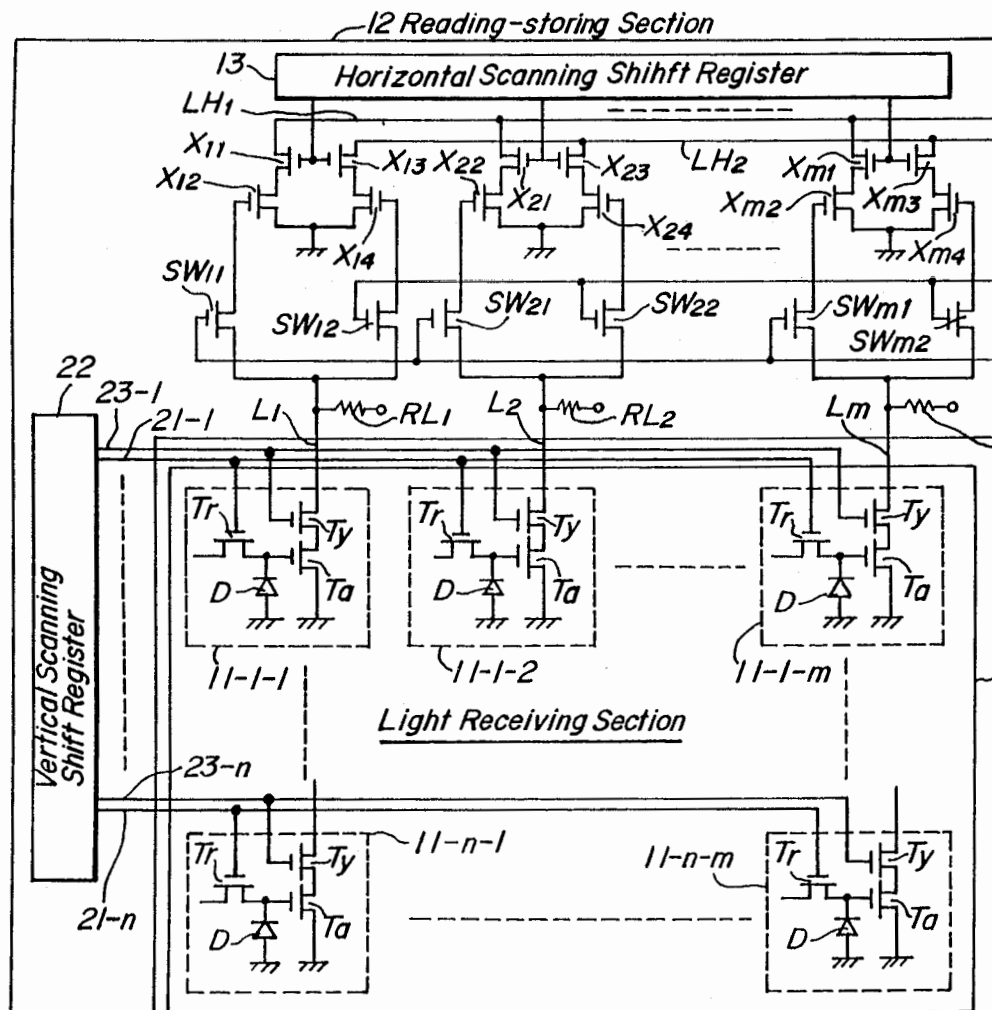 12 Reading-storing Section
13
Horizontal Scanning Shihft Register
LH1
LH2
X11
X13
X22
X21
X23
Xm1
Xm3
X12
X14
X24
Xm2
Xm4
SW11
SW12
SW21
SW22
SWm1
SWm2
22
23-1
21-1
L1
RL1
L2
RL2
Lm
Tr
Ty
D
Ta
11-1-1
Tr
Ty
D
Ta
11-1-2
Tr
Ty
D
Ta
11-1-m
Vertical Scanning
Shift Register
Light Receiving Section
23-n
21-n
Tr
Ty
D
Ta
11-n-1
11-n-m
Tr
Ty
D
Ta